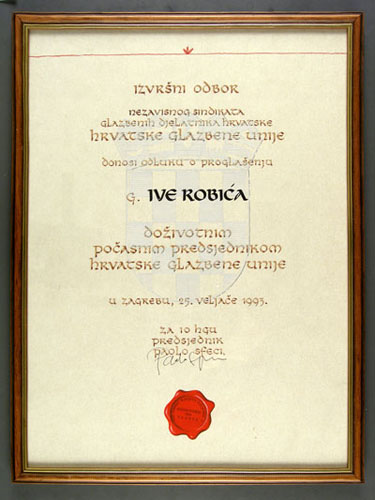 IZVRŠNI ODBOR
NEZAVISNOG SINDIKATA
GLAZBENIH DJELATNIKA HRVATSKE
HRVATSKE GLAZBENE UNIJE
DONOSI ODLUKU O PROGLAŠENJU
G. IVE ROBIĆA
DOŽIVOTNIM
POČASNIM PREDSJEDNIKOM
HRVATSKE GLAZBENE UNIJE
U ZAGREBU, 25. VELJAČE 1993.
ZA IO HGU
PREDSJEDNIK
PAOLO SFECI